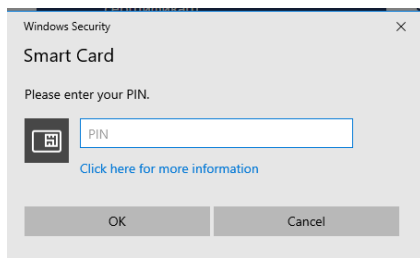 Windows Security
Smart Card
Please enter your PIN.
PIN
Click here for more information
OK
Cancel